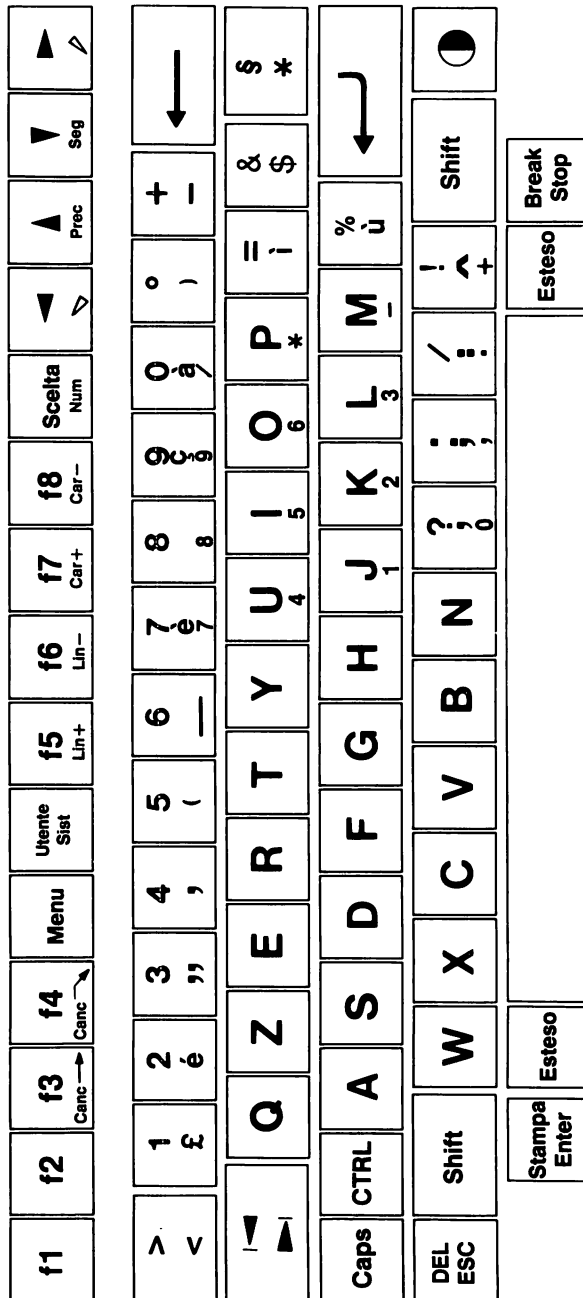 f1 f2 f3 f4 Menu Utente f5 f6 f7 f8 Scelta
Canc Canc Sist Lin+ Lin− Car+ Car− Num Prec Seg
> 1 2 3 4 5 6 7 8 9 0 ° +
< £ é " ' ( _ è ç à ) −
7 8 9 /
Q Z E R T Y U I O P = & §
ì $ *
4 5 6 *
Caps CTRL A S D F G H J K L M %
ù
1 2 3 −
DEL Shift W X C V B N ? . / ! Shift
ESC , ; : ^
0 , . +
Stampa Esteso Esteso Break
Enter Stop